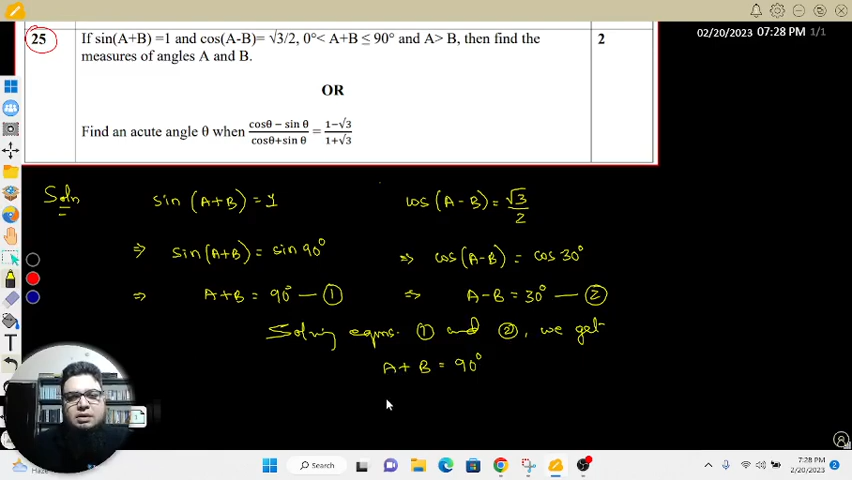 02/20/2023 07:28 PM 1/1
25 If sin(A+B) =1 and cos(A-B)= √3/2, 0°< A+B ≤ 90° and A> B, then find the 2
measures of angles A and B.
OR
Find an acute angle θ when (cosθ − sin θ)/(cosθ+sin θ) = (1−√3)/(1+√3)
Soln
sin (A+B) = 1 cos (A-B) = √3/2
⇒ sin (A+B) = sin 90° ⇒ cos (A-B) = cos 30°
⇒ A+B = 90° — ① ⇒ A-B = 30° — ②
Solving eqns. ① and ②, we get
A+B = 90°
T
1
Search
7:28 PM
2/20/2023
2